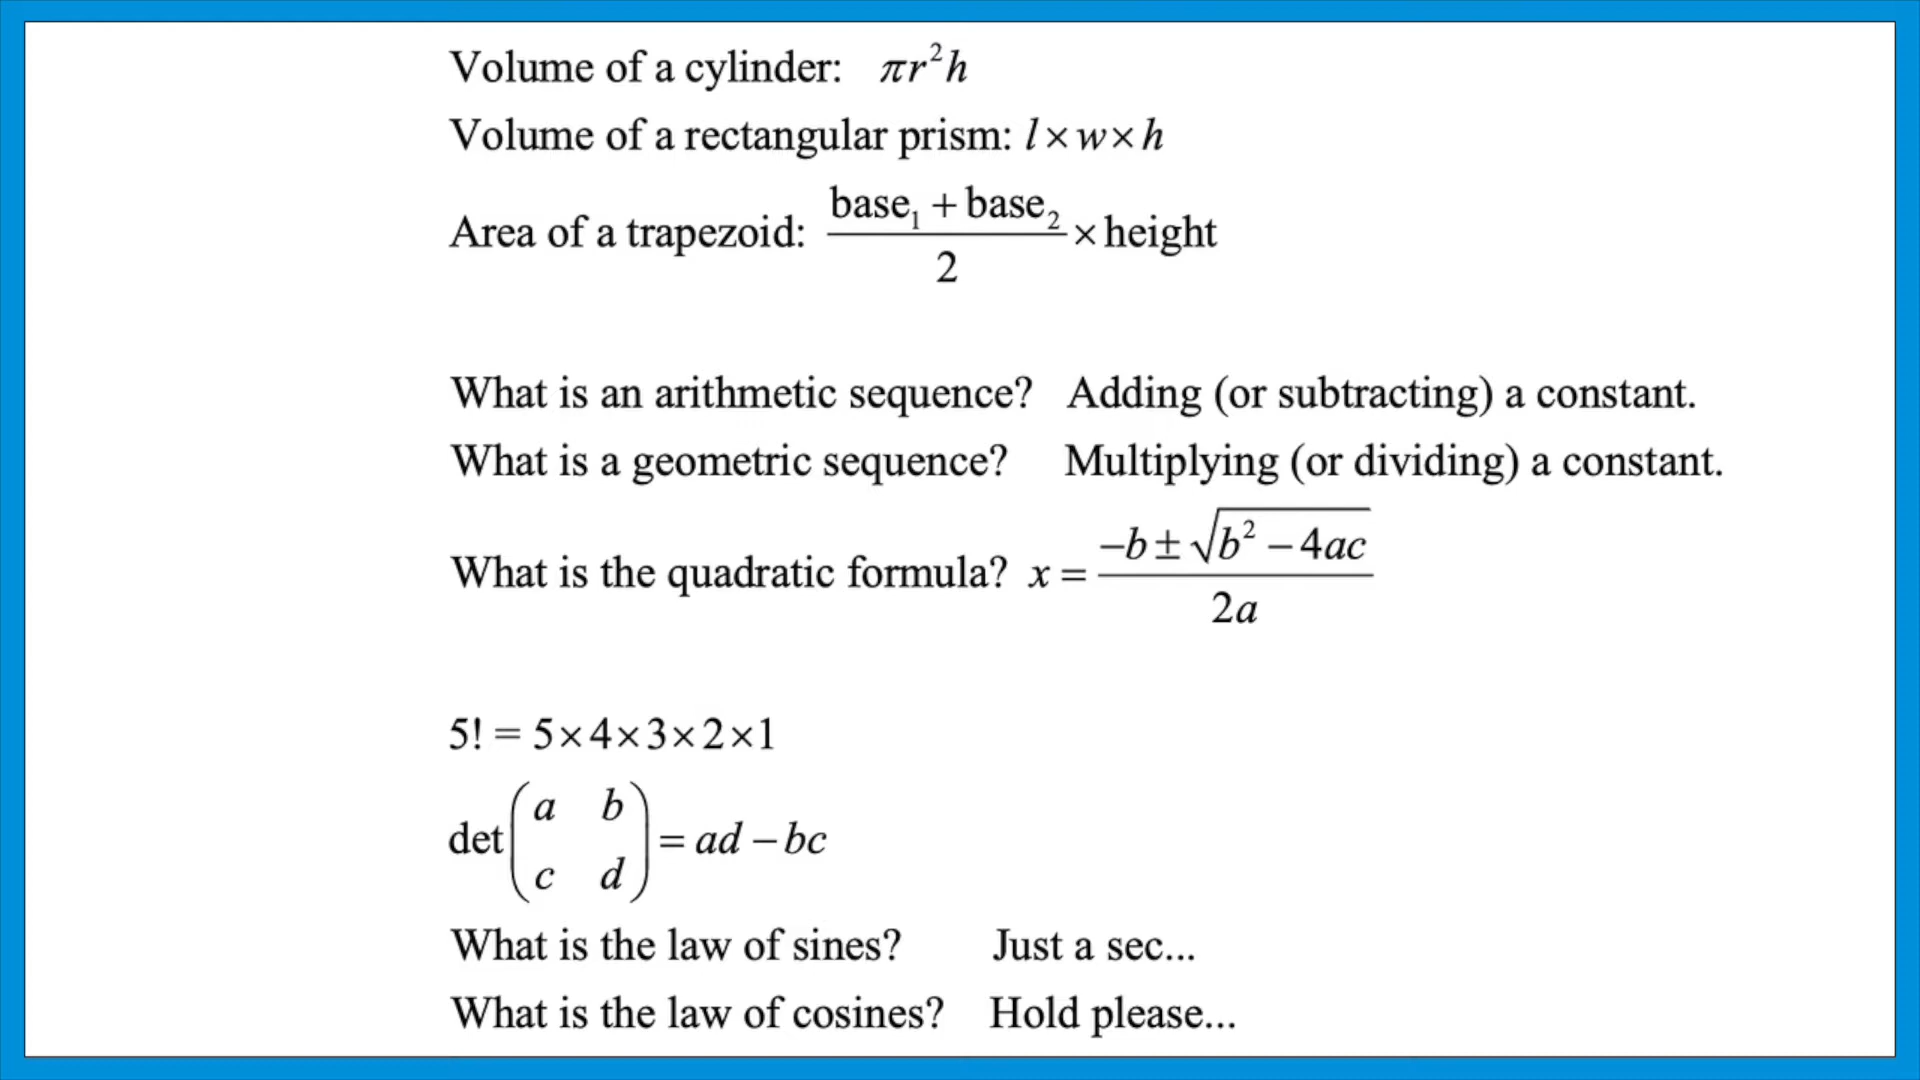 Volume of a cylinder: πr²h
Volume of a rectangular prism: l×w×h
Area of a trapezoid: (base₁ + base₂)/2 × height
What is an arithmetic sequence? Adding (or subtracting) a constant.
What is a geometric sequence? Multiplying (or dividing) a constant.
What is the quadratic formula? x = (−b ± √(b² − 4ac))/2a
5! = 5×4×3×2×1
det(a b
c d) = ad − bc
What is the law of sines? Just a sec...
What is the law of cosines? Hold please...